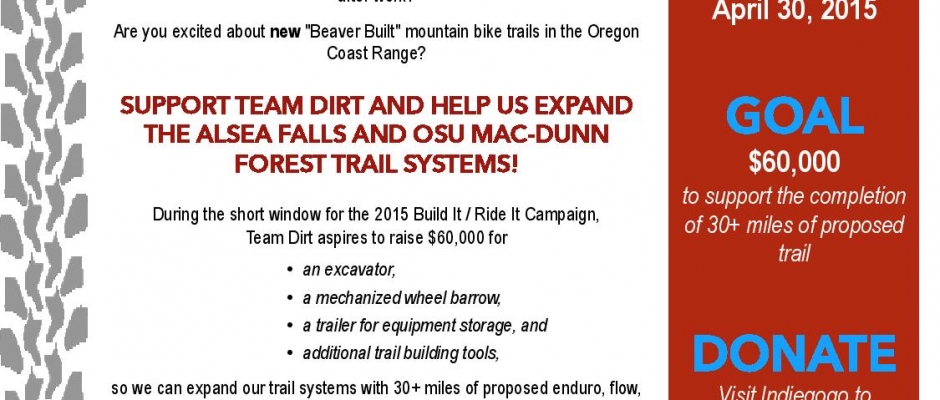 after work?
Are you excited about new "Beaver Built" mountain bike trails in the Oregon
Coast Range?
SUPPORT TEAM DIRT AND HELP US EXPAND
THE ALSEA FALLS AND OSU MAC-DUNN
FOREST TRAIL SYSTEMS!
During the short window for the 2015 Build It / Ride It Campaign,
Team Dirt aspires to raise $60,000 for
• an excavator,
• a mechanized wheel barrow,
• a trailer for equipment storage, and
• additional trail building tools,
so we can expand our trail systems with 30+ miles of proposed enduro, flow,
April 30, 2015
GOAL
$60,000
to support the completion
of 30+ miles of proposed
trail
DONATE
Visit Indiegogo to